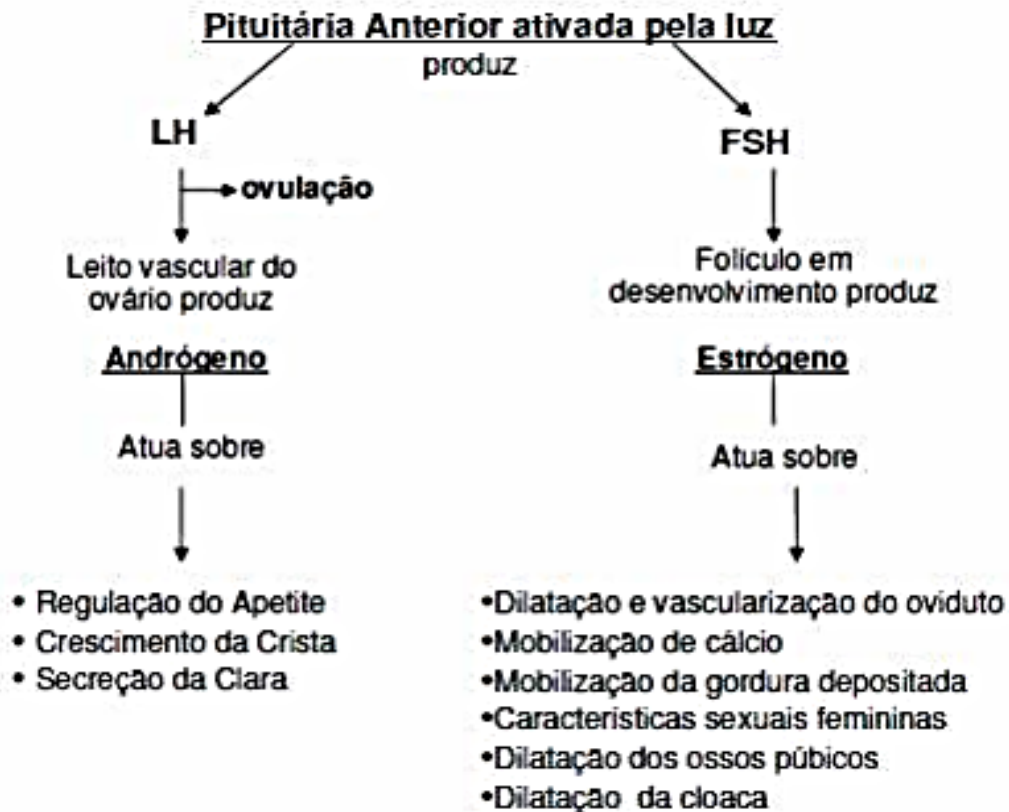 Pituitária Anterior ativada pela luz
produz
LH
ovulação
Leito vascular do
ovário produz
Andrógeno
Atua sobre
• Regulação do Apetite
• Crescimento da Crista
• Secreção da Clara
FSH
Folículo em
desenvolvimento produz
Estrógeno
Atua sobre
•Dilatação e vascularização do oviduto
•Mobilização de cálcio
•Mobilização da gordura depositada
•Características sexuais femininas
•Dilatação dos ossos púbicos
•Dilatação da cloaca